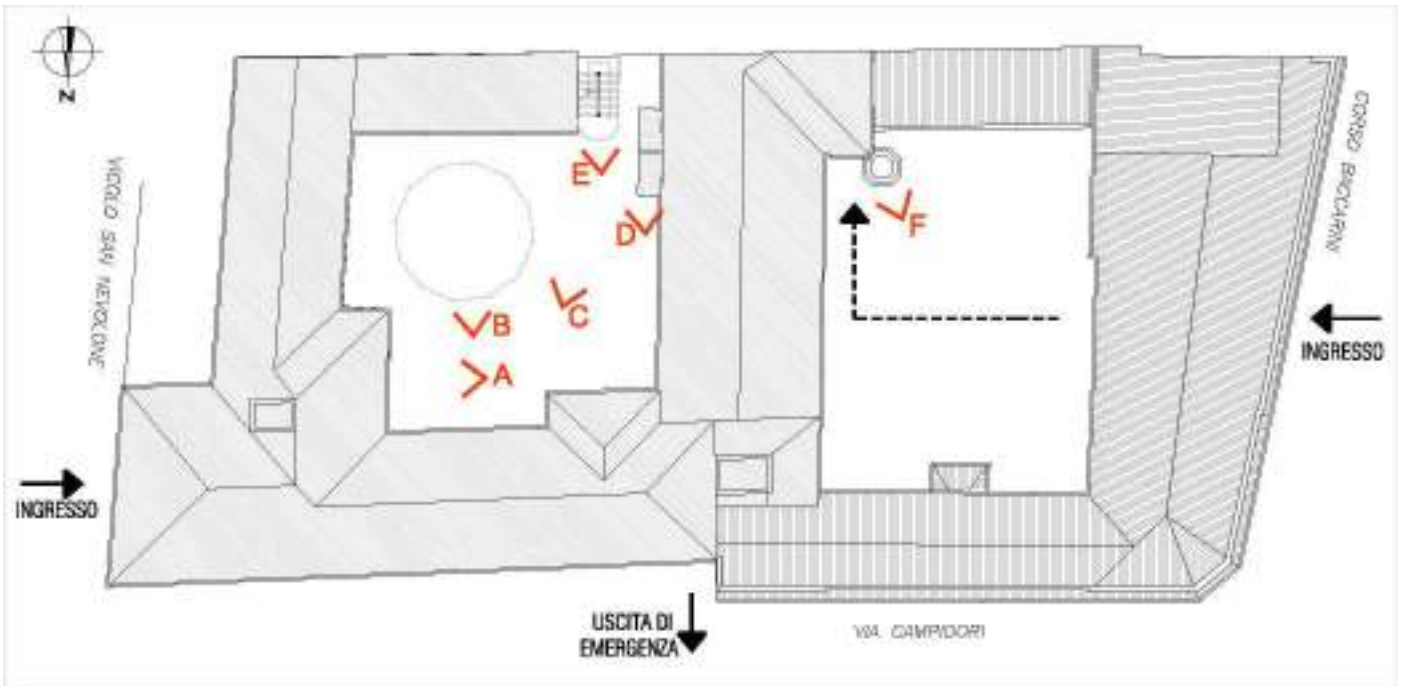 N
VICOLO SAN NEVOLONE
CORSO BACCARINI
E
D
F
C
B
A
INGRESSO
INGRESSO
USCITA DI
EMERGENZA
VIA CAMPIDORI